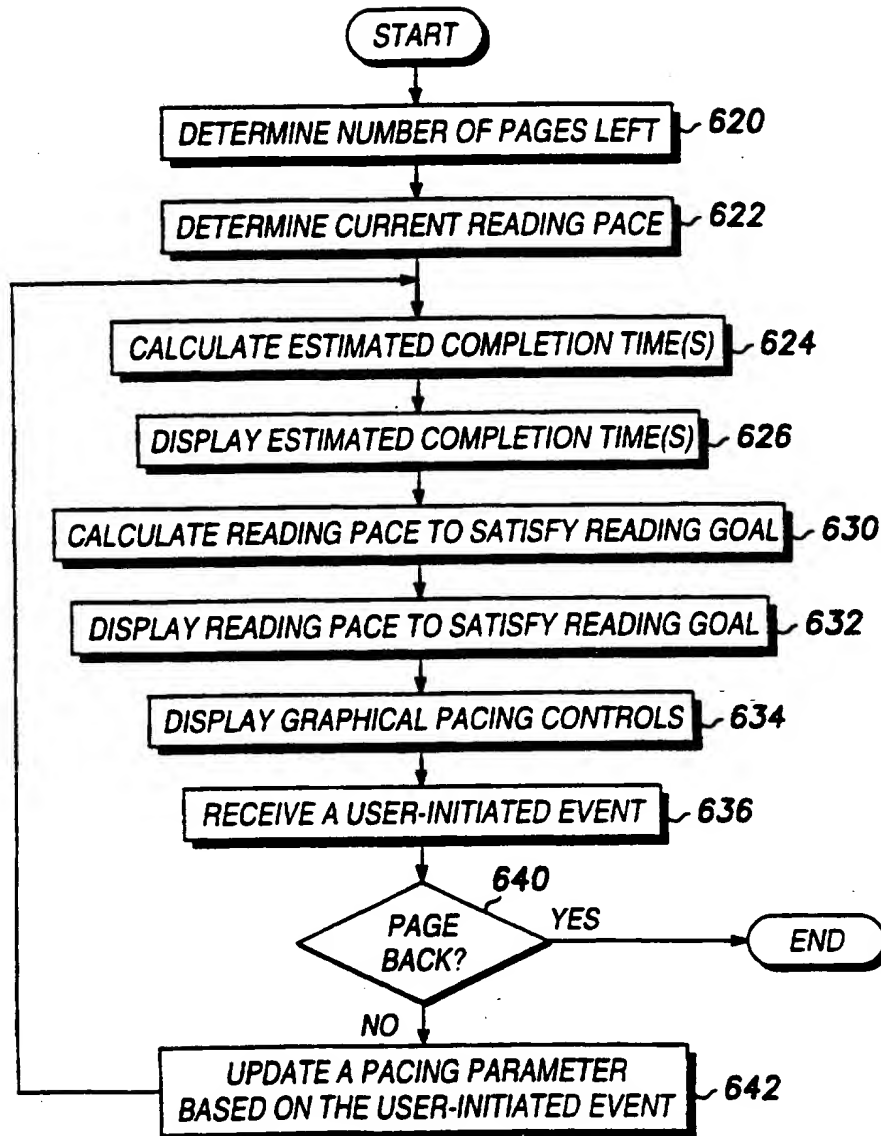 START
DETERMINE NUMBER OF PAGES LEFT 620
DETERMINE CURRENT READING PACE 622
CALCULATE ESTIMATED COMPLETION TIME(S) 624
DISPLAY ESTIMATED COMPLETION TIME(S) 626
CALCULATE READING PACE TO SATISFY READING GOAL 630
DISPLAY READING PACE TO SATISFY READING GOAL 632
DISPLAY GRAPHICAL PACING CONTROLS 634
RECEIVE A USER-INITIATED EVENT 636
640
PAGE
BACK?
YES
END
NO
UPDATE A PACING PARAMETER
BASED ON THE USER-INITIATED EVENT 642